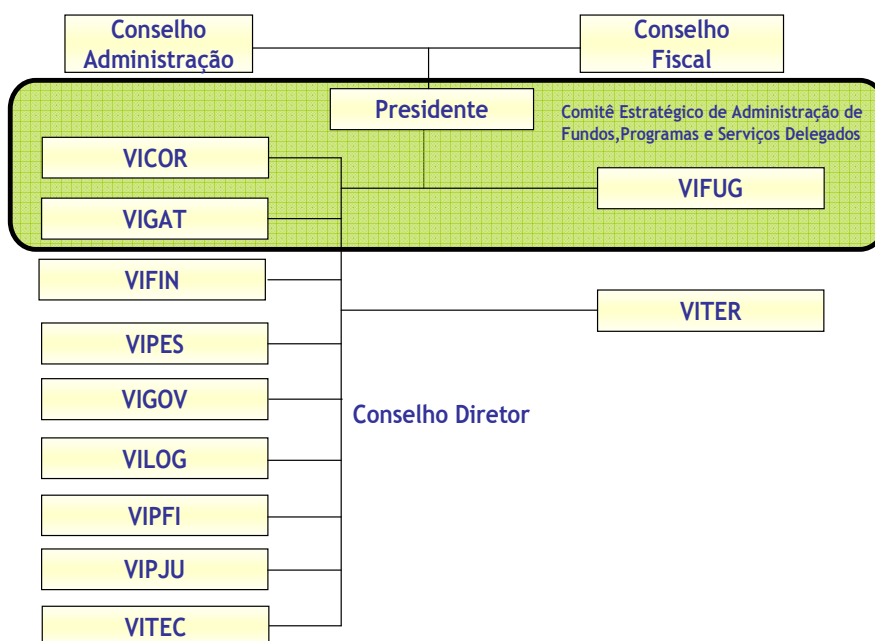 Conselho
Administração
Conselho
Fiscal
Presidente
Comitê Estratégico de Administração de
Fundos,Programas e Serviços Delegados
VICOR
VIFUG
VIGAT
VIFIN
VITER
VIPES
VIGOV
Conselho Diretor
VILOG
VIPFI
VIPJU
VITEC